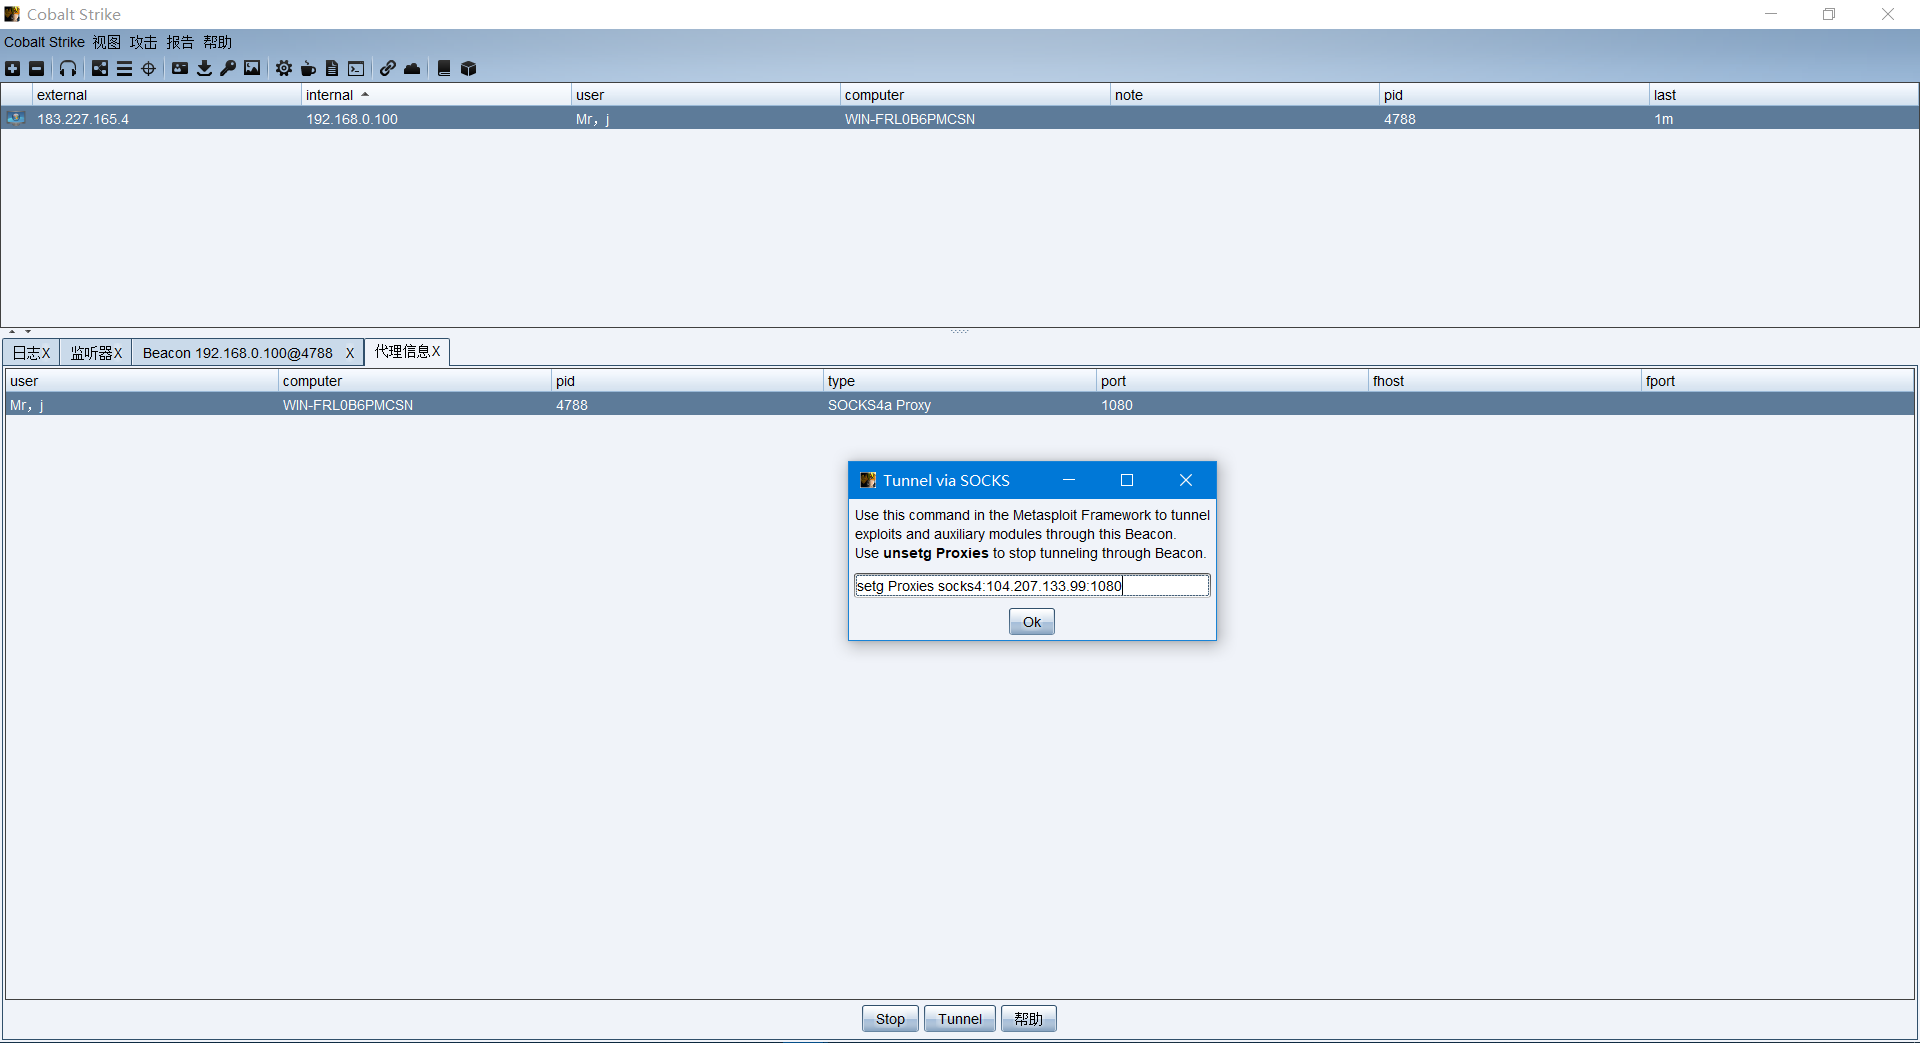 Cobalt Strike
Cobalt Strike 视图 攻击 报告 帮助
external internal user computer note pid last
183.227.165.4 192.168.0.100 Mr，j WIN-FRL0B6PMCSN 4788 1m
日志X 监听器X Beacon 192.168.0.100@4788 X 代理信息X
user computer pid type port fhost fport
Mr，j WIN-FRL0B6PMCSN 4788 SOCKS4a Proxy 1080
Tunnel via SOCKS
Use this command in the Metasploit Framework to tunnel
exploits and auxiliary modules through this Beacon.
Use unsetg Proxies to stop tunneling through Beacon.
setg Proxies socks4:104.207.133.99:1080
Ok
Stop Tunnel 帮助